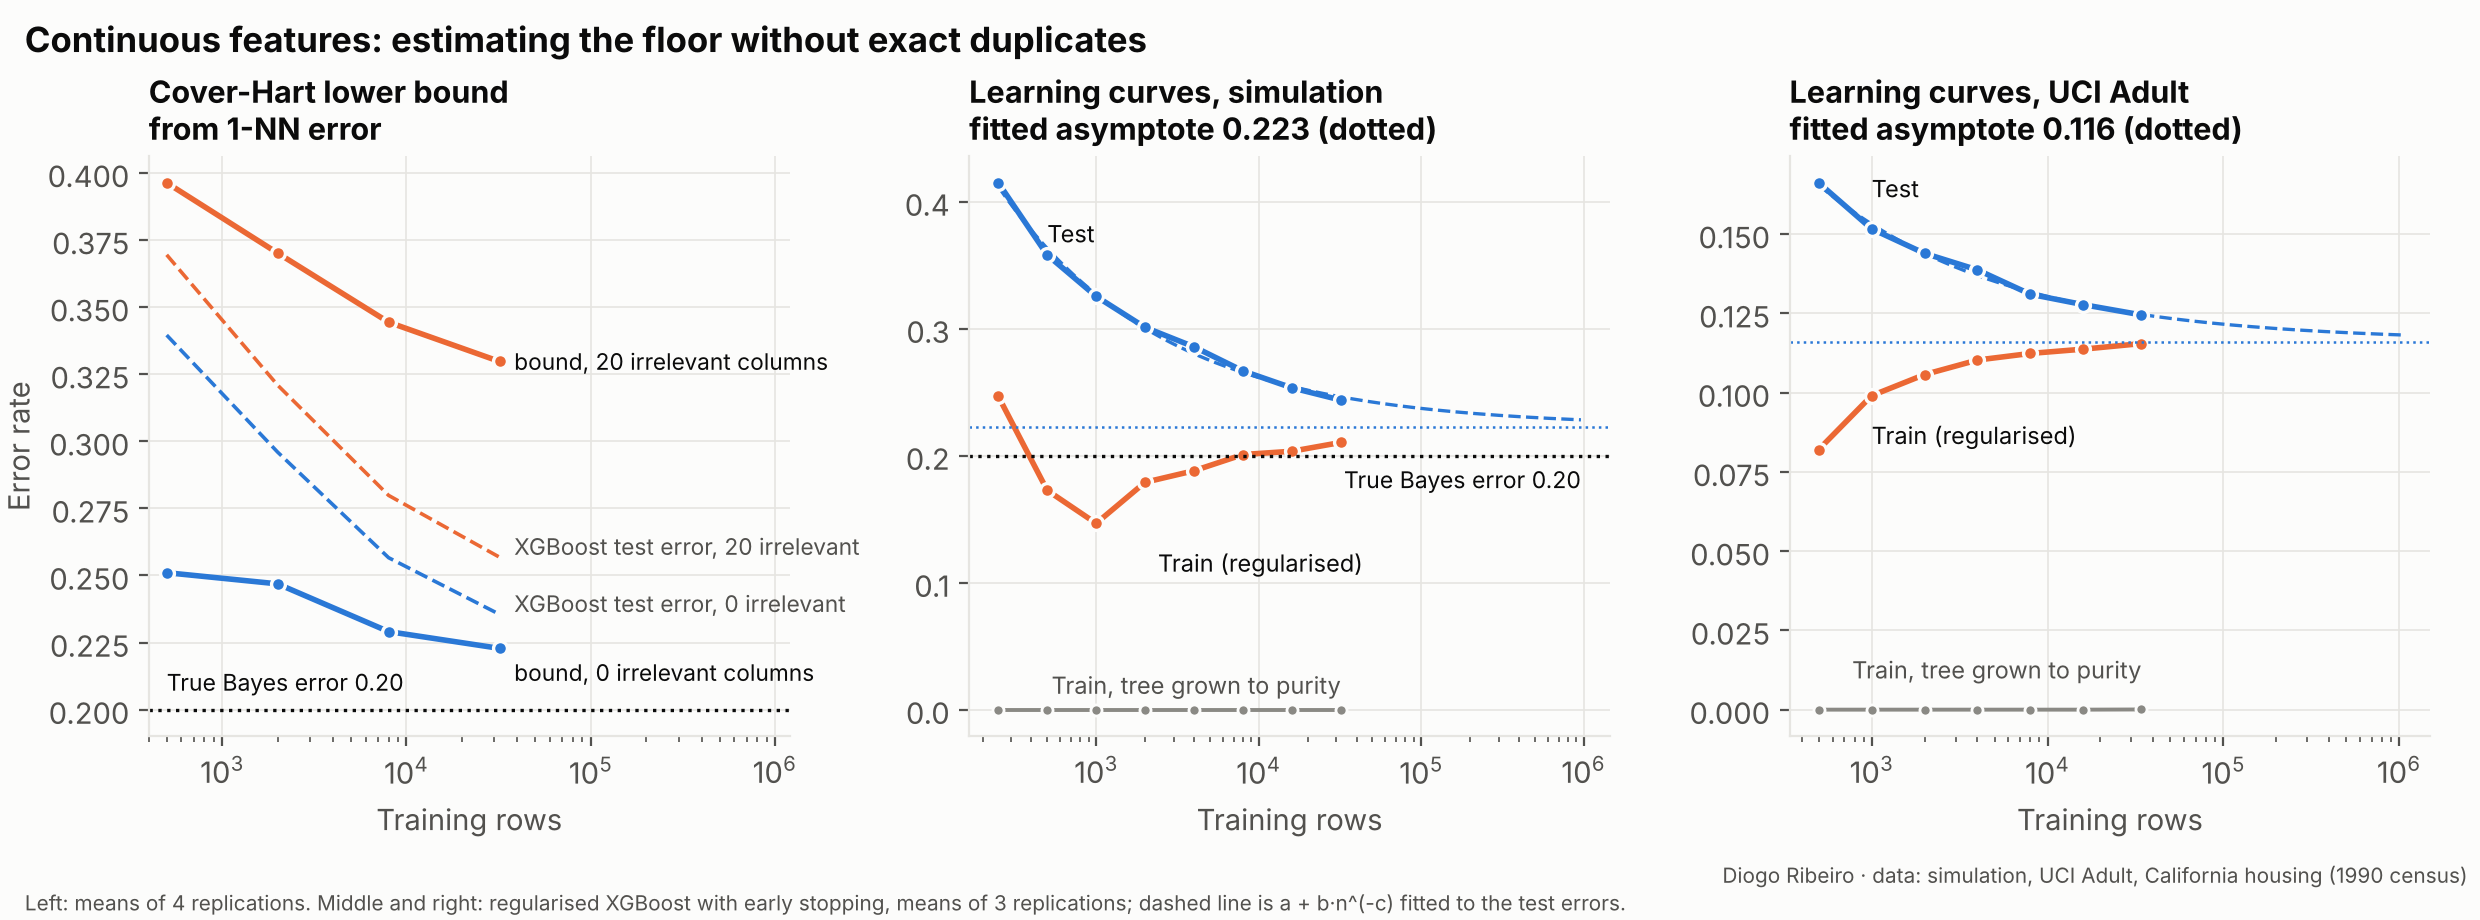 Continuous features: estimating the floor without exact duplicates
Cover-Hart lower bound
from 1-NN error
Error rate
0.400
0.375
0.350
0.325
0.300
0.275
0.250
0.225
0.200
bound, 20 irrelevant columns
XGBoost test error, 20 irrelevant
XGBoost test error, 0 irrelevant
bound, 0 irrelevant columns
True Bayes error 0.20
10³
10⁴
10⁵
10⁶
Training rows
Learning curves, simulation
fitted asymptote 0.223 (dotted)
0.4
0.3
0.2
0.1
0.0
Test
True Bayes error 0.20
Train (regularised)
Train, tree grown to purity
10³
10⁴
10⁵
10⁶
Training rows
Learning curves, UCI Adult
fitted asymptote 0.116 (dotted)
0.150
0.125
0.100
0.075
0.050
0.025
0.000
Test
Train (regularised)
Train, tree grown to purity
10³
10⁴
10⁵
10⁶
Training rows
Diogo Ribeiro · data: simulation, UCI Adult, California housing (1990 census)
Left: means of 4 replications. Middle and right: regularised XGBoost with early stopping, means of 3 replications; dashed line is a + b·n^(-c) fitted to the test errors.